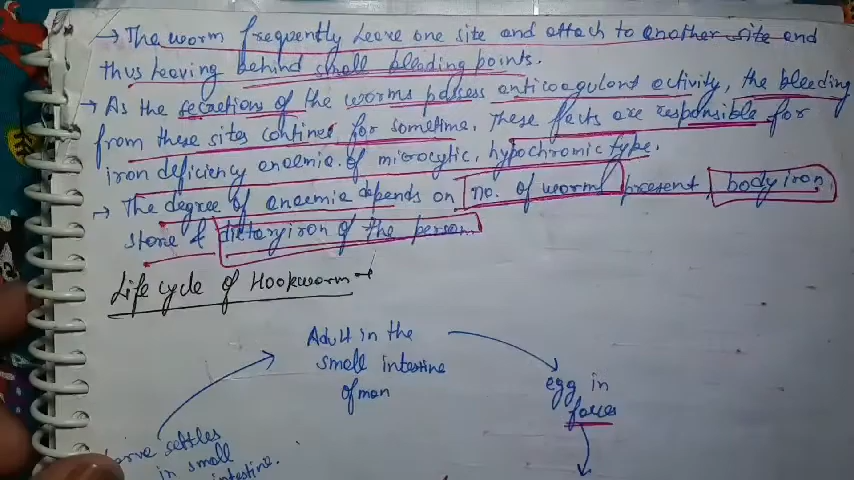 → The worm frequently leave one site and attach to another site and
thus leaving behind small bleeding points.
→ As the secretions of the worms possess anticoagulant activity, the bleeding
from these sites continues for sometime. These facts are responsible for
iron deficiency anaemia of microcytic, hypochromic type.
→ The degree of anaemia depends on no. of worms present, body iron
store & dietary iron of the person.
Life cycle of Hookworm →
Adult in the
small intestine
of man
egg in
faeces
settles
in small
intestine.